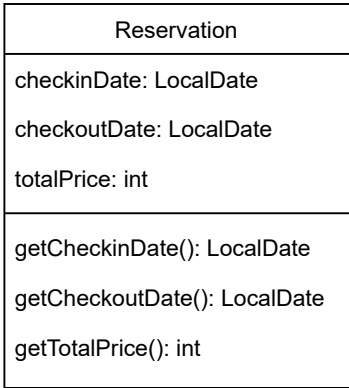 Reservation
checkinDate: LocalDate
checkoutDate: LocalDate
totalPrice: int
getCheckinDate(): LocalDate
getCheckoutDate(): LocalDate
getTotalPrice(): int